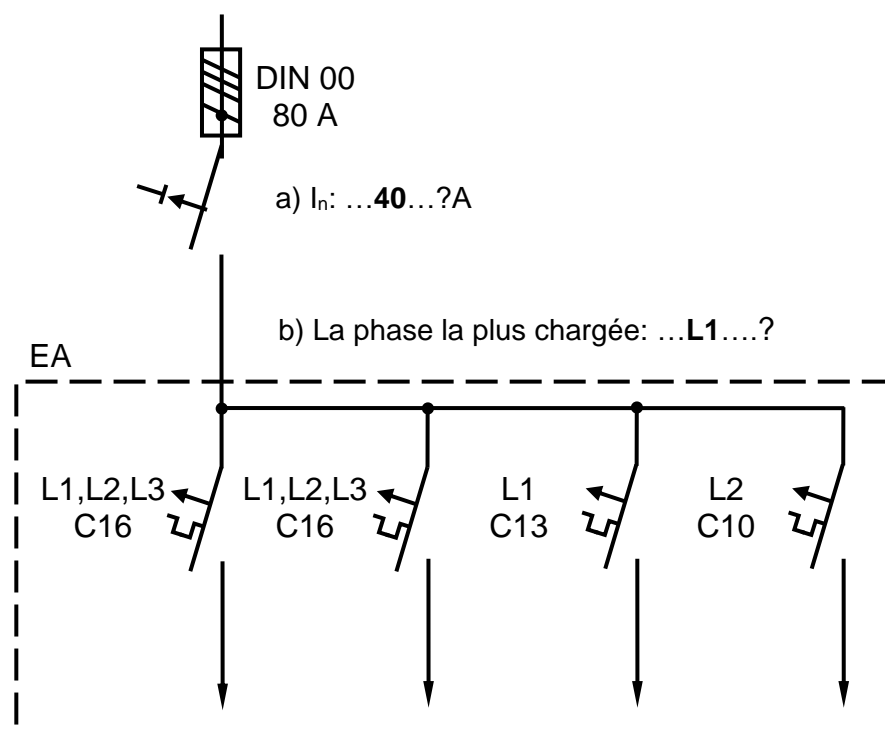 DIN 00
80 A
a) Iₙ: …40…?A
b) La phase la plus chargée: …L1….?
EA
L1,L2,L3
C16
L1,L2,L3
C16
L1
C13
L2
C10